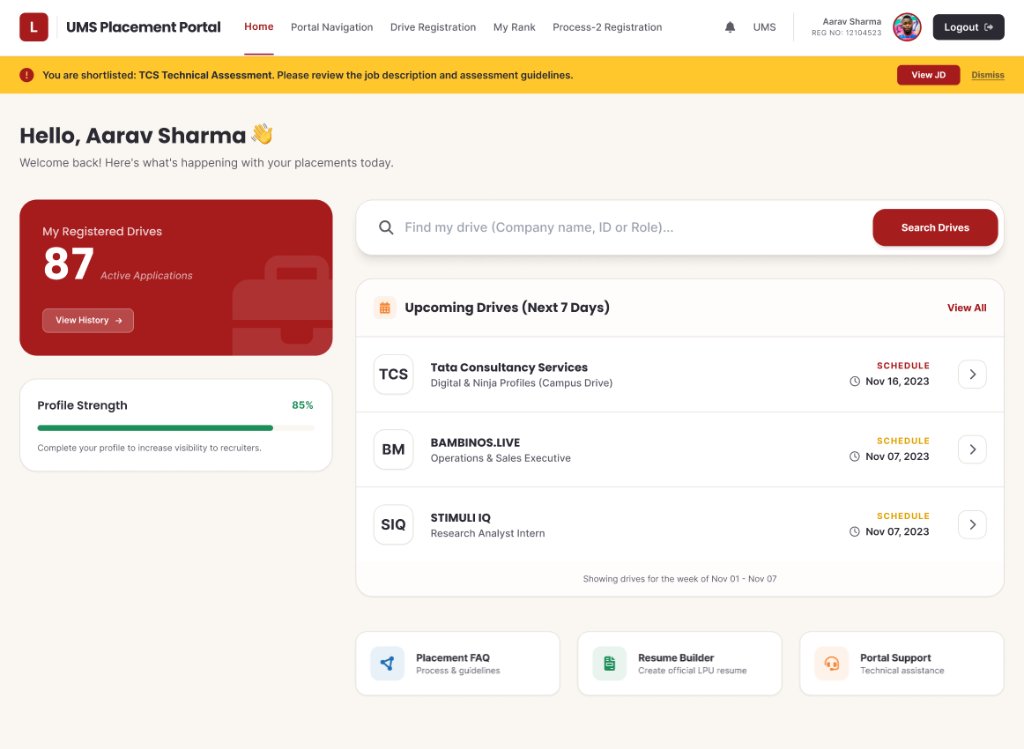 L
UMS Placement Portal
Home
Portal Navigation
Drive Registration
My Rank
Process-2 Registration
UMS
Aarav Sharma
REG NO: 12104523
Logout
! You are shortlisted: TCS Technical Assessment. Please review the job description and assessment guidelines.
View JD
Dismiss
Hello, Aarav Sharma 👋
Welcome back! Here's what's happening with your placements today.
My Registered Drives
87 Active Applications
View History →
Profile Strength 85%
Complete your profile to increase visibility to recruiters.
Find my drive (Company name, ID or Role)...
Search Drives
Upcoming Drives (Next 7 Days)
View All
TCS
Tata Consultancy Services
Digital & Ninja Profiles (Campus Drive)
SCHEDULE
Nov 16, 2023
BM
BAMBINOS.LIVE
Operations & Sales Executive
SCHEDULE
Nov 07, 2023
SIQ
STIMULI IQ
Research Analyst Intern
SCHEDULE
Nov 07, 2023
Showing drives for the week of Nov 01 - Nov 07
Placement FAQ
Process & guidelines
Resume Builder
Create official LPU resume
Portal Support
Technical assistance